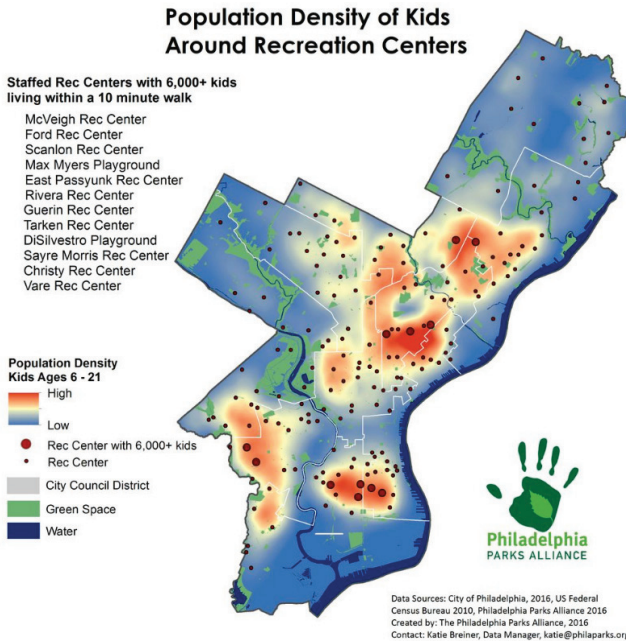 Population Density of Kids
Around Recreation Centers
Staffed Rec Centers with 6,000+ kids
living within a 10 minute walk
McVeigh Rec Center
Ford Rec Center
Scanlon Rec Center
Max Myers Playground
East Passyunk Rec Center
Rivera Rec Center
Guerin Rec Center
Tarken Rec Center
DiSilvestro Playground
Sayre Morris Rec Center
Christy Rec Center
Vare Rec Center
Population Density
Kids Ages 6 - 21
High
Low
Rec Center with 6,000+ kids
Rec Center
City Council District
Green Space
Water
Philadelphia
PARKS ALLIANCE
Data Sources: City of Philadelphia, 2016, US Federal
Census Bureau 2010, Philadelphia Parks Alliance 2016
Created by: The Philadelphia Parks Alliance, 2016
Contact: Katie Breiner, Data Manager, katie@philaparks.org